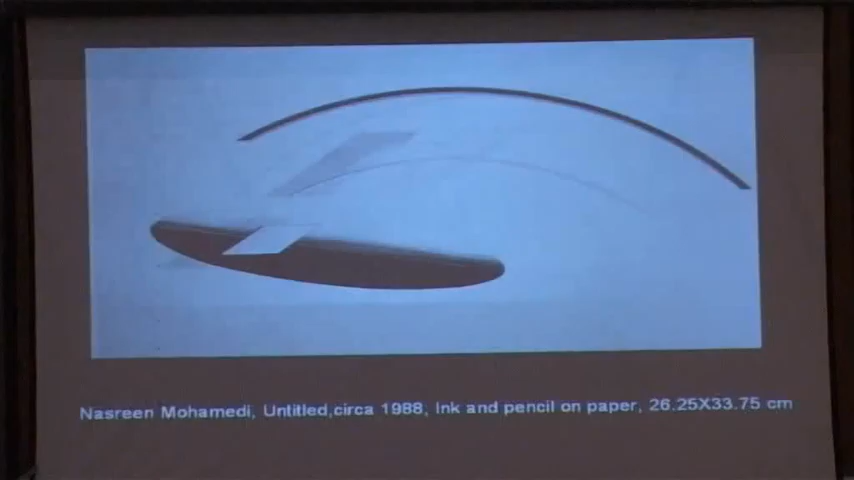 Nasreen Mohamedi, Untitled,circa 1988, Ink and pencil on paper, 26.25X33.75 cm